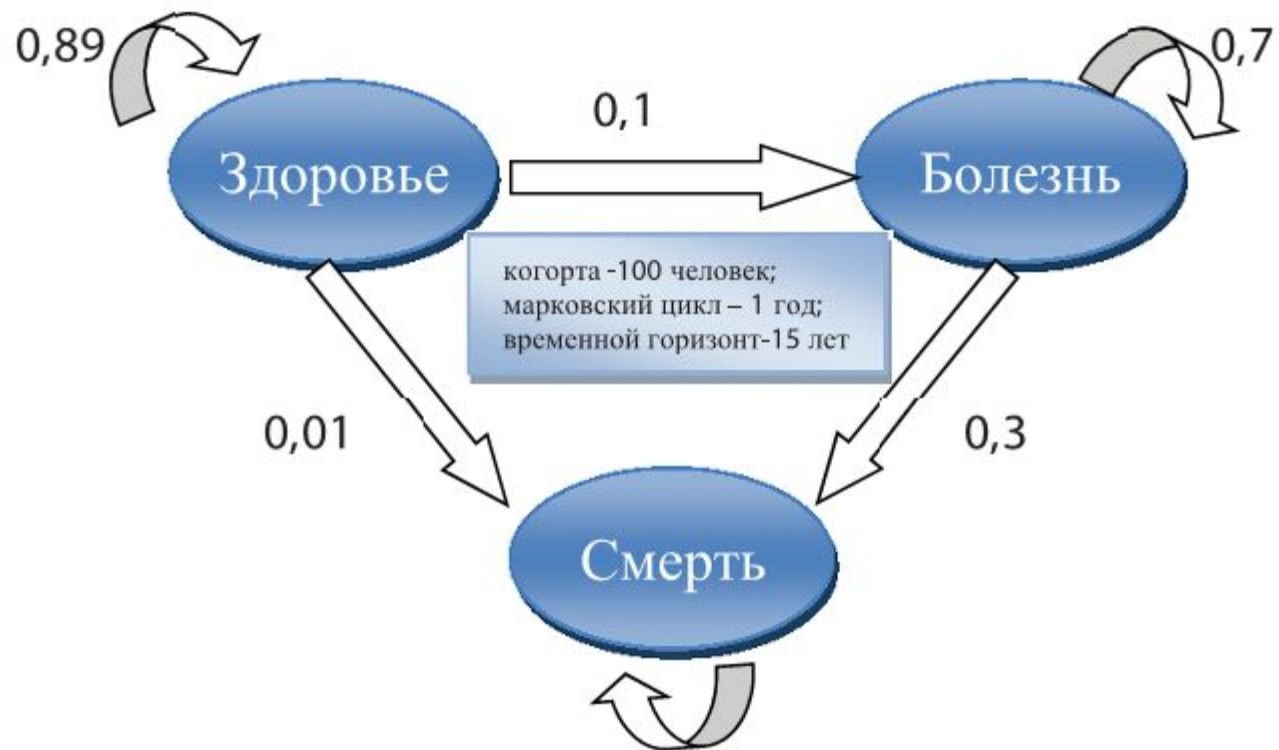 0,89
0,7
0,1
Здоровье
Болезнь
когорта -100 человек;
марковский цикл – 1 год;
временной горизонт-15 лет
0,01
0,3
Смерть